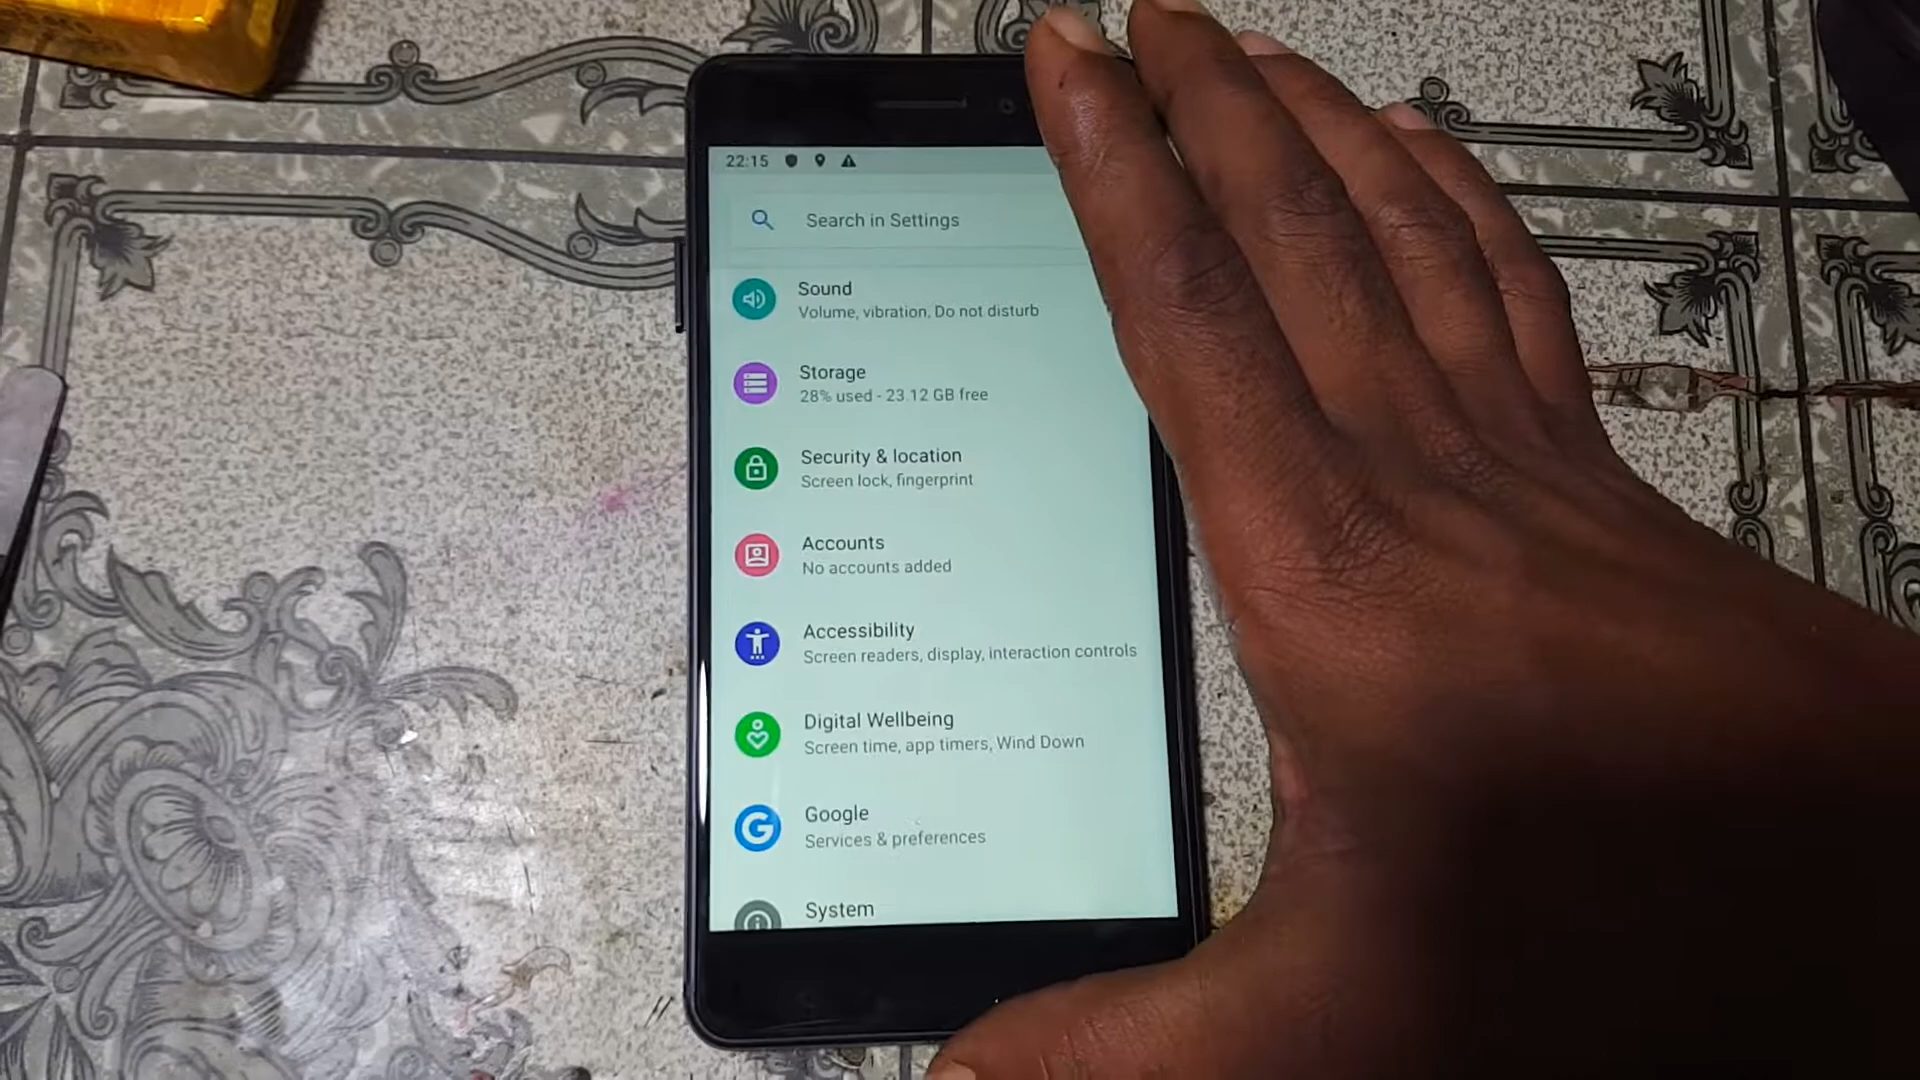 22:15
Search in Settings
Sound
Volume, vibration, Do not disturb
Storage
28% used - 23.12 GB free
Security & location
Screen lock, fingerprint
Accounts
No accounts added
Accessibility
Screen readers, display, interaction controls
Digital Wellbeing
Screen time, app timers, Wind Down
Google
Services & preferences
System